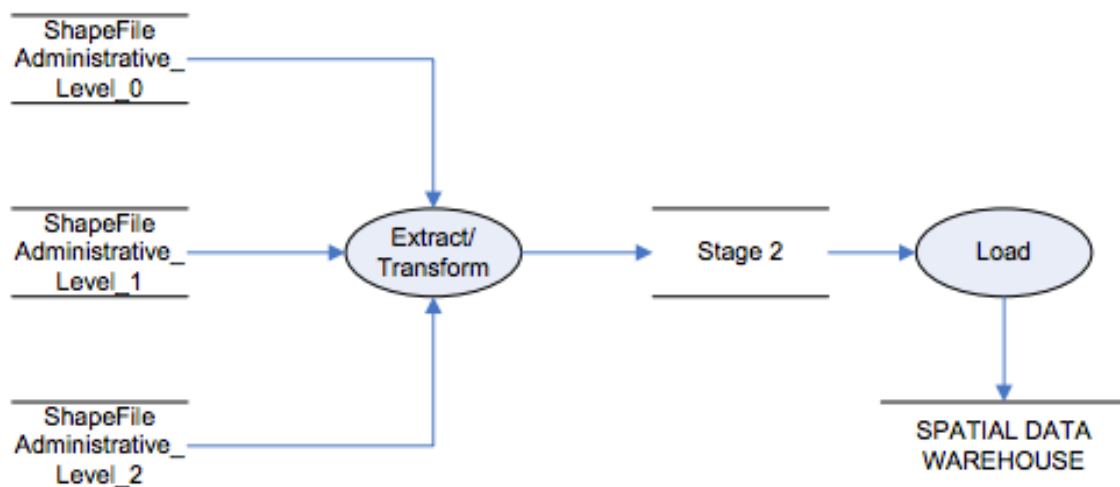 ShapeFile
Administrative_
Level_0
ShapeFile
Administrative_
Level_1
Extract/
Transform
Stage 2
Load
ShapeFile
Administrative_
Level_2
SPATIAL DATA
WAREHOUSE